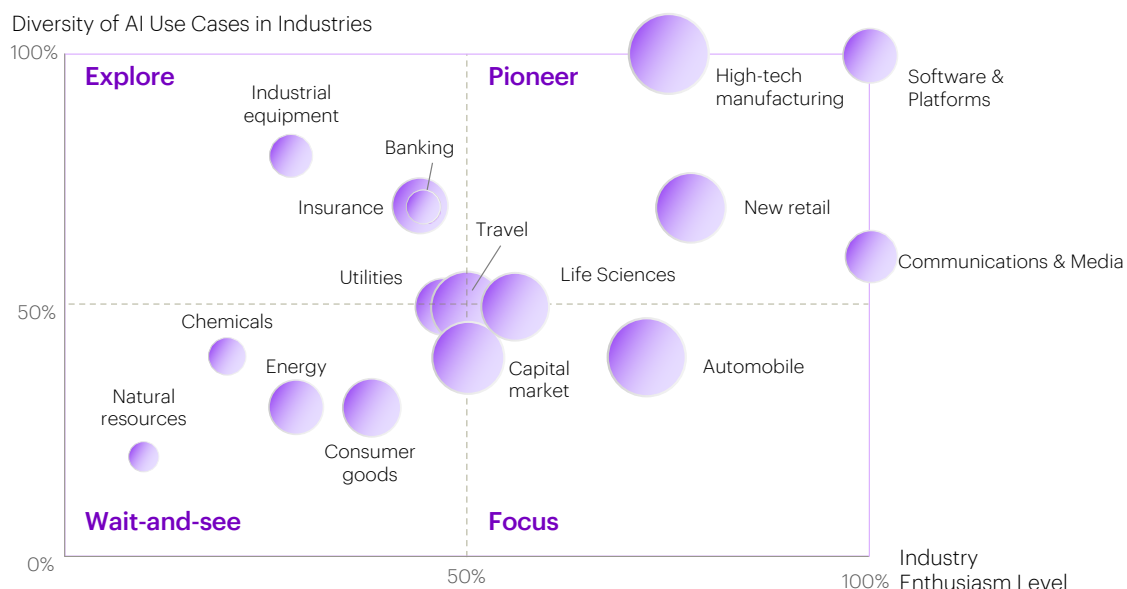 Diversity of AI Use Cases in Industries
100%
Explore
Pioneer
High-tech
manufacturing
Software &
Platforms
Industrial
equipment
Banking
Insurance
New retail
Travel
Utilities
Life Sciences
Communications & Media
50%
Chemicals
Energy
Capital
market
Automobile
Natural
resources
Consumer
goods
Wait-and-see
Focus
0%
50%
100%
Industry
Enthusiasm Level